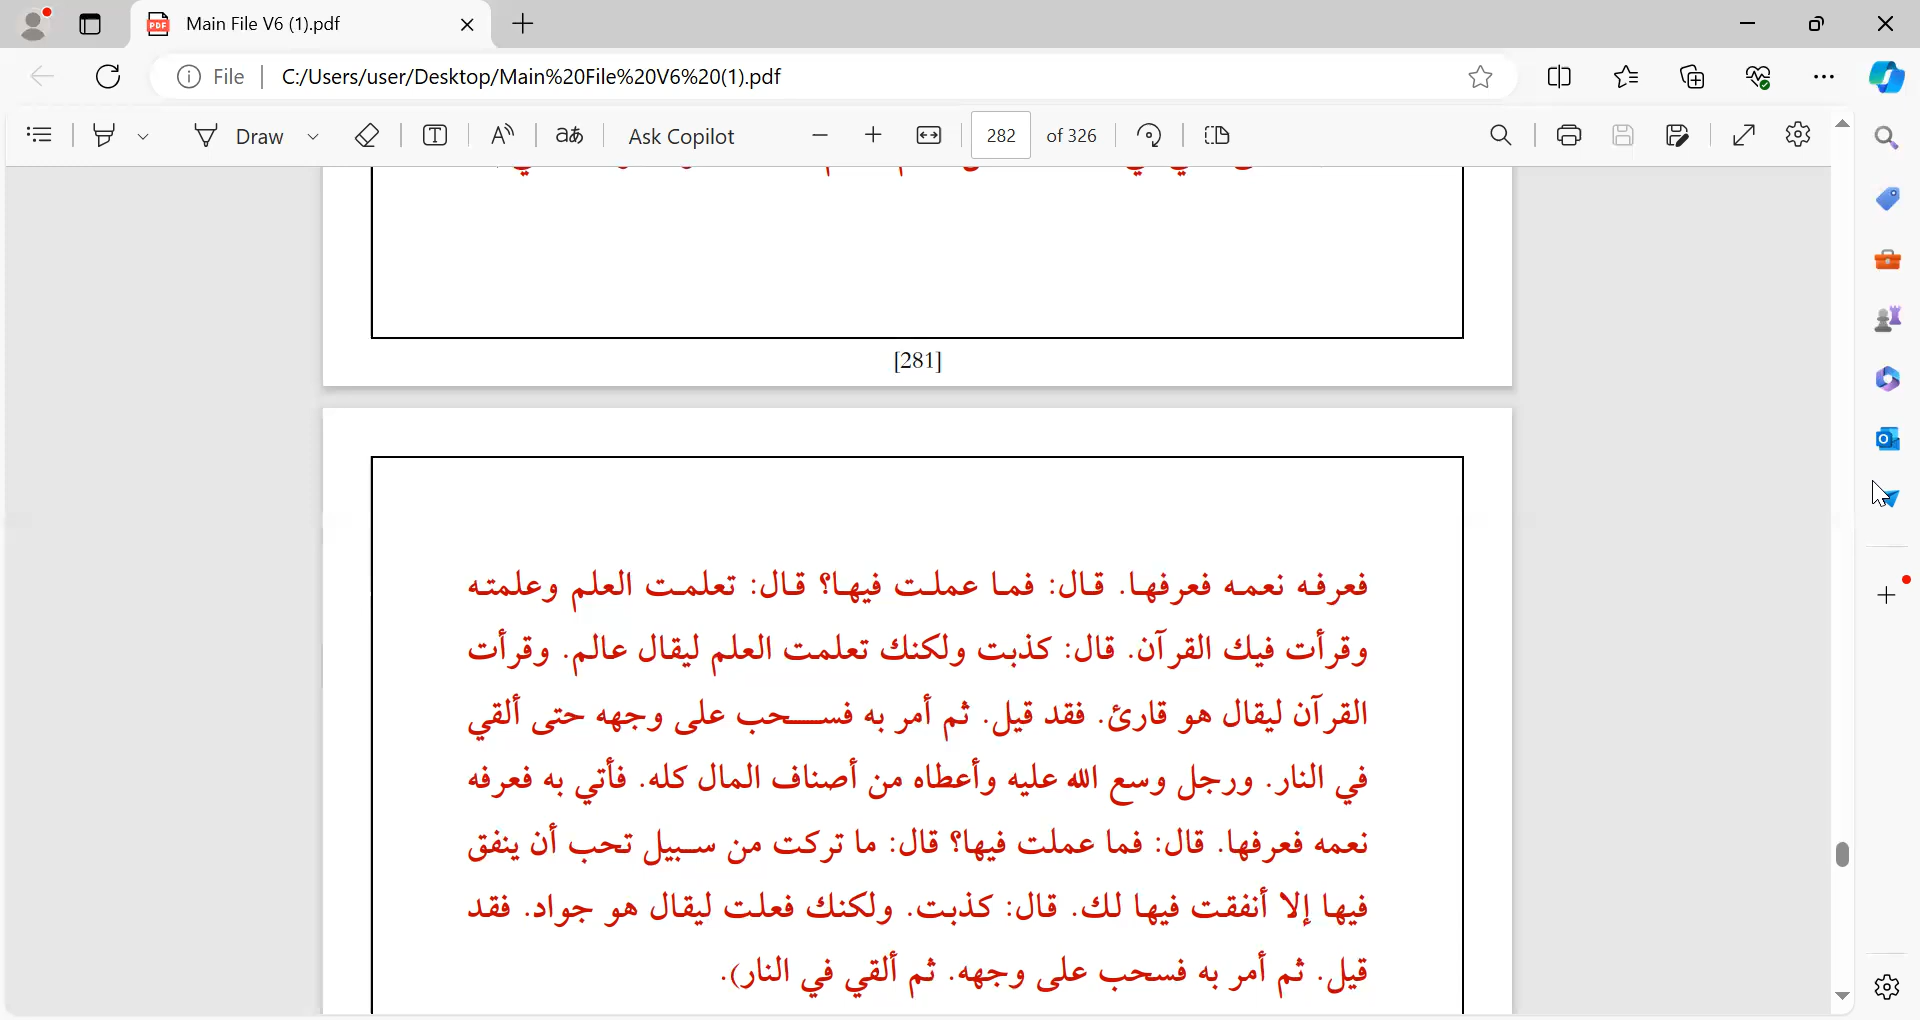 Main File V6 (1).pdf
File
C:/Users/user/Desktop/Main%20File%20V6%20(1).pdf
Draw
aあ
Ask Copilot
282 of 326
[281]
فعرفه نعمه فعرفها. قال: فما عملت فيها؟ قال: تعلمت العلم وعلمته
وقرأت فيك القرآن. قال: كذبت ولكنك تعلمت العلم ليقال عالم. وقرأت
القرآن ليقال هو قارئ. فقد قيل. ثم أمر به فسحب على وجهه حتى ألقي
في النار. ورجل وسع الله عليه وأعطاه من أصناف المال كله. فأتي به فعرفه
نعمه فعرفها. قال: فما عملت فيها؟ قال: ما تركت من سبيل تحب أن ينفق
فيها إلا أنفقت فيها لك. قال: كذبت. ولكنك فعلت ليقال هو جواد. فقد
قيل. ثم أمر به فسحب على وجهه. ثم ألقي في النار).